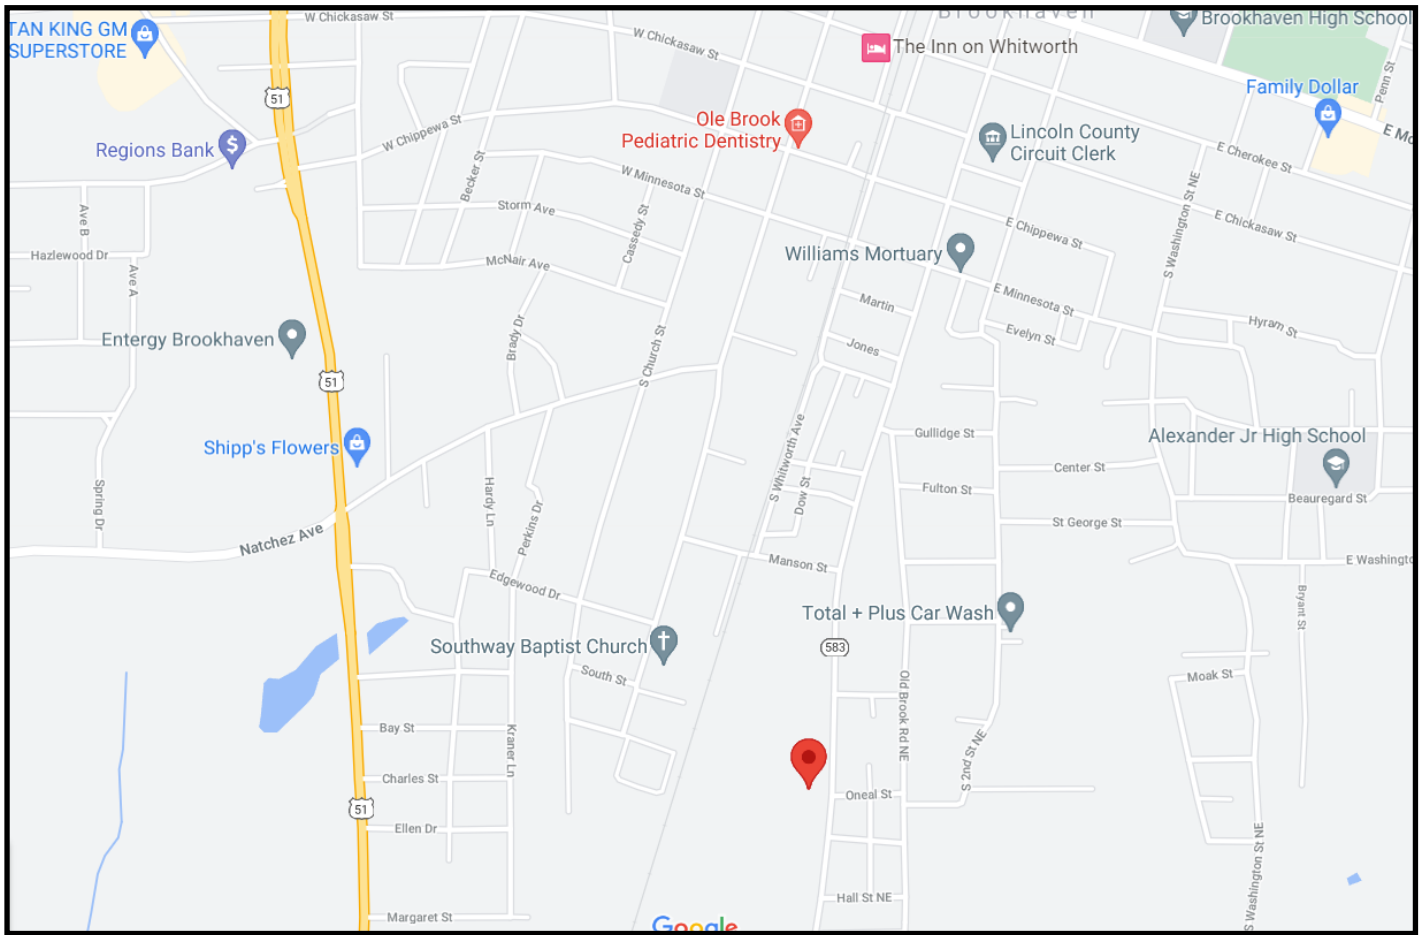 W Chickasaw St
Brookhaven
Brookhaven High School
TAN KING GM
SUPERSTORE
W Chickasaw St
The Inn on Whitworth
Penn St
Family Dollar
51
Ole Brook
Pediatric Dentistry
Lincoln County
Circuit Clerk
E Mo
Regions Bank
W Chippewa St
E Cherokee St
Becker St
W Minnesota St
S Washington St NE
Ave B
Storm Ave
Cassedy St
E Chippewa St
E Chickasaw St
Hazlewood Dr
McNair Ave
Williams Mortuary
Ave A
Martin
E Minnesota St
Entergy Brookhaven
Brady Dr
S Church St
Jones
Evelyn St
Hyram St
51
Shipp's Flowers
S Whitworth Ave
Gullidge St
Alexander Jr High School
Center St
Spring Dr
Hardy Ln
Perkins Dr
Dow St
Fulton St
Beauregard St
Natchez Ave
St George St
Manson St
E Washingto
Edgewood Dr
Bryant St
Total + Plus Car Wash
Southway Baptist Church
583
South St
Old Brook Rd NE
Moak St
Bay St
Kramer Ln
S 2nd St NE
Charles St
Oneal St
51
Ellen Dr
S Washington St NE
Hall St NE
Margaret St
Google